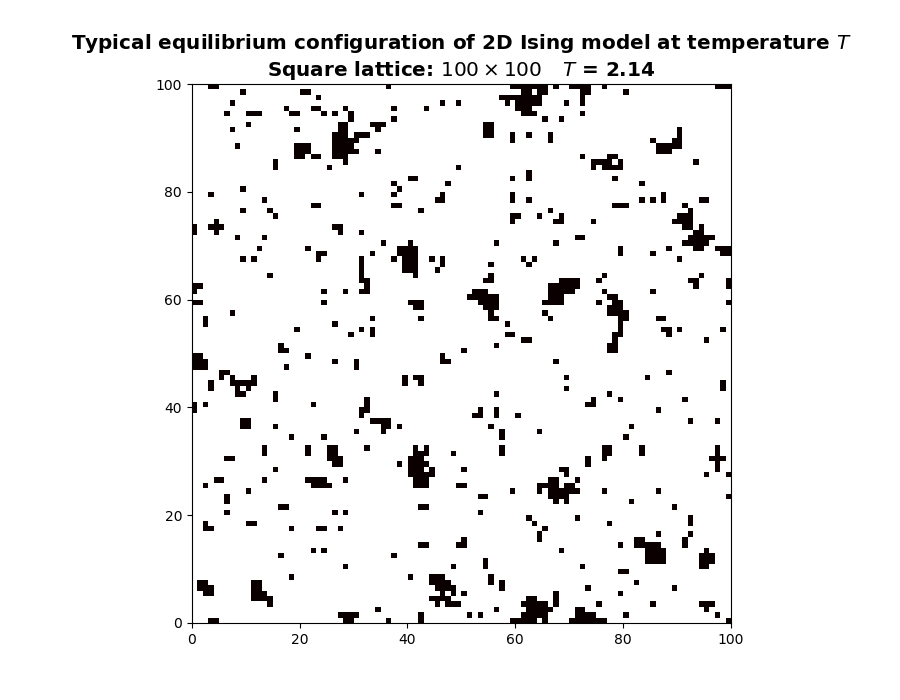 Typical equilibrium configuration of 2D Ising model at temperature T
Square lattice: 100 × 100 T = 2.14
100
80
60
40
20
0
0 20 40 60 80 100